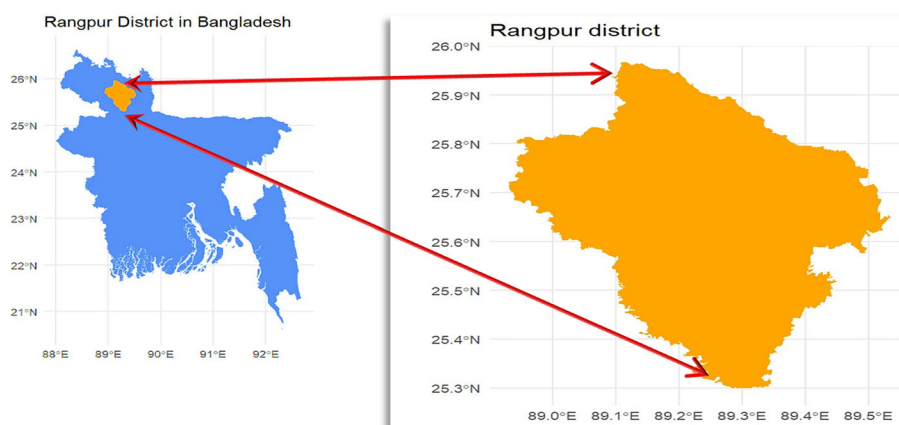 Rangpur District in Bangladesh
26°N
25°N
24°N
23°N
22°N
21°N
88°E 89°E 90°E 91°E 92°E
Rangpur district
26.0°N
25.9°N
25.8°N
25.7°N
25.6°N
25.5°N
25.4°N
25.3°N
89.0°E 89.1°E 89.2°E 89.3°E 89.4°E 89.5°E